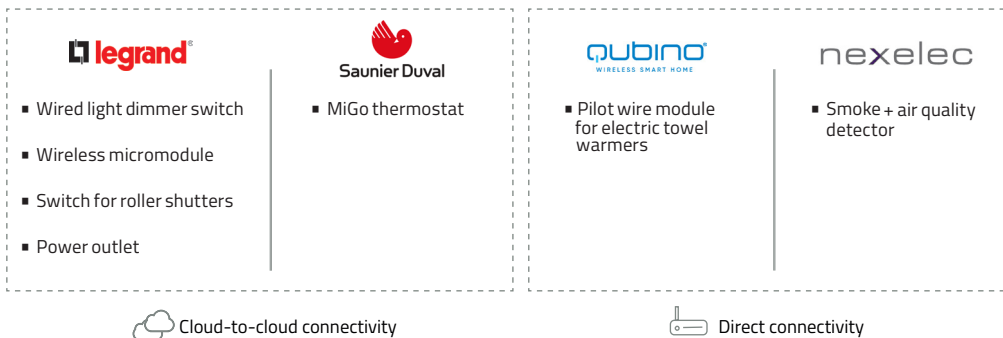 legrand®
Wired light dimmer switch
Wireless micromodule
Switch for roller shutters
Power outlet
Saunier Duval
MiGo thermostat
Cloud-to-cloud connectivity
QUBINO®
WIRELESS SMART HOME
Pilot wire module
for electric towel
warmers
nexelec
Smoke + air quality
detector
Direct connectivity